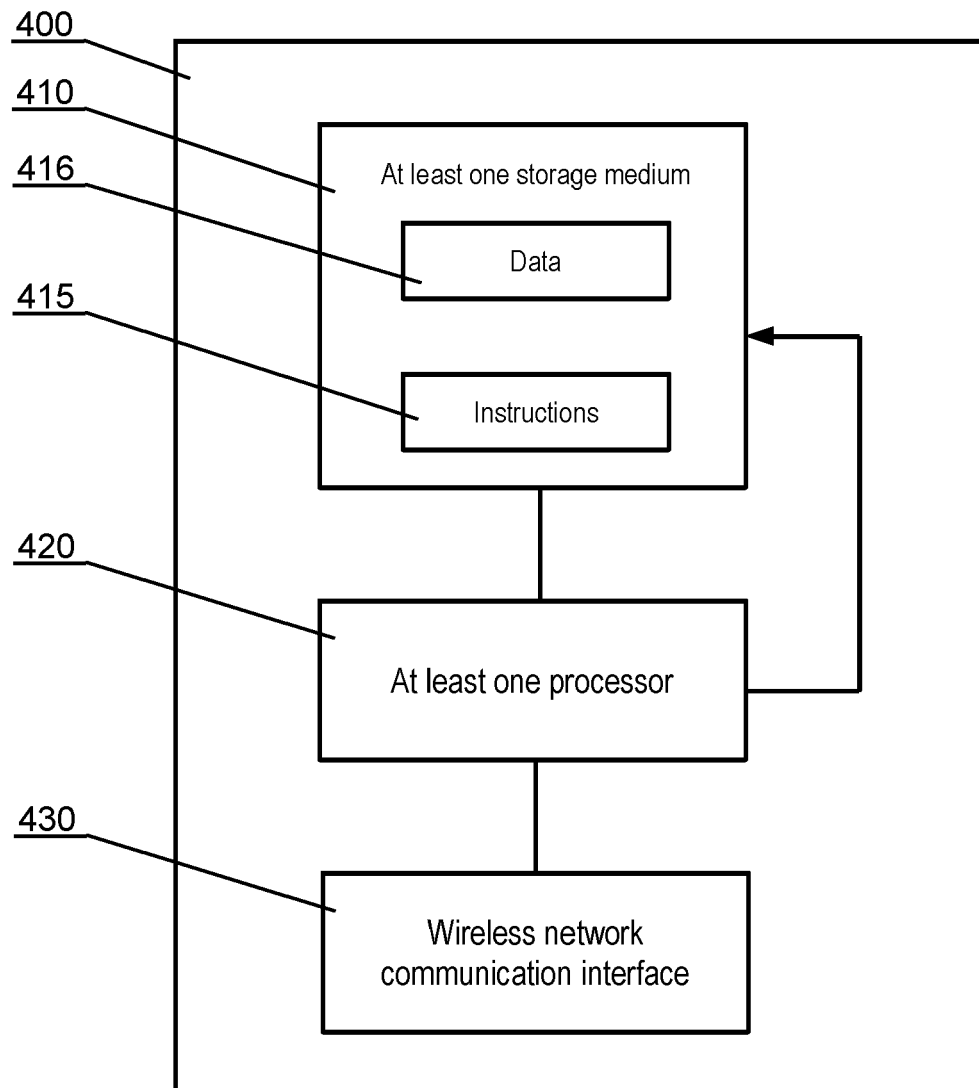 400
410
At least one storage medium
416
Data
415
Instructions
420
At least one processor
430
Wireless network
communication interface